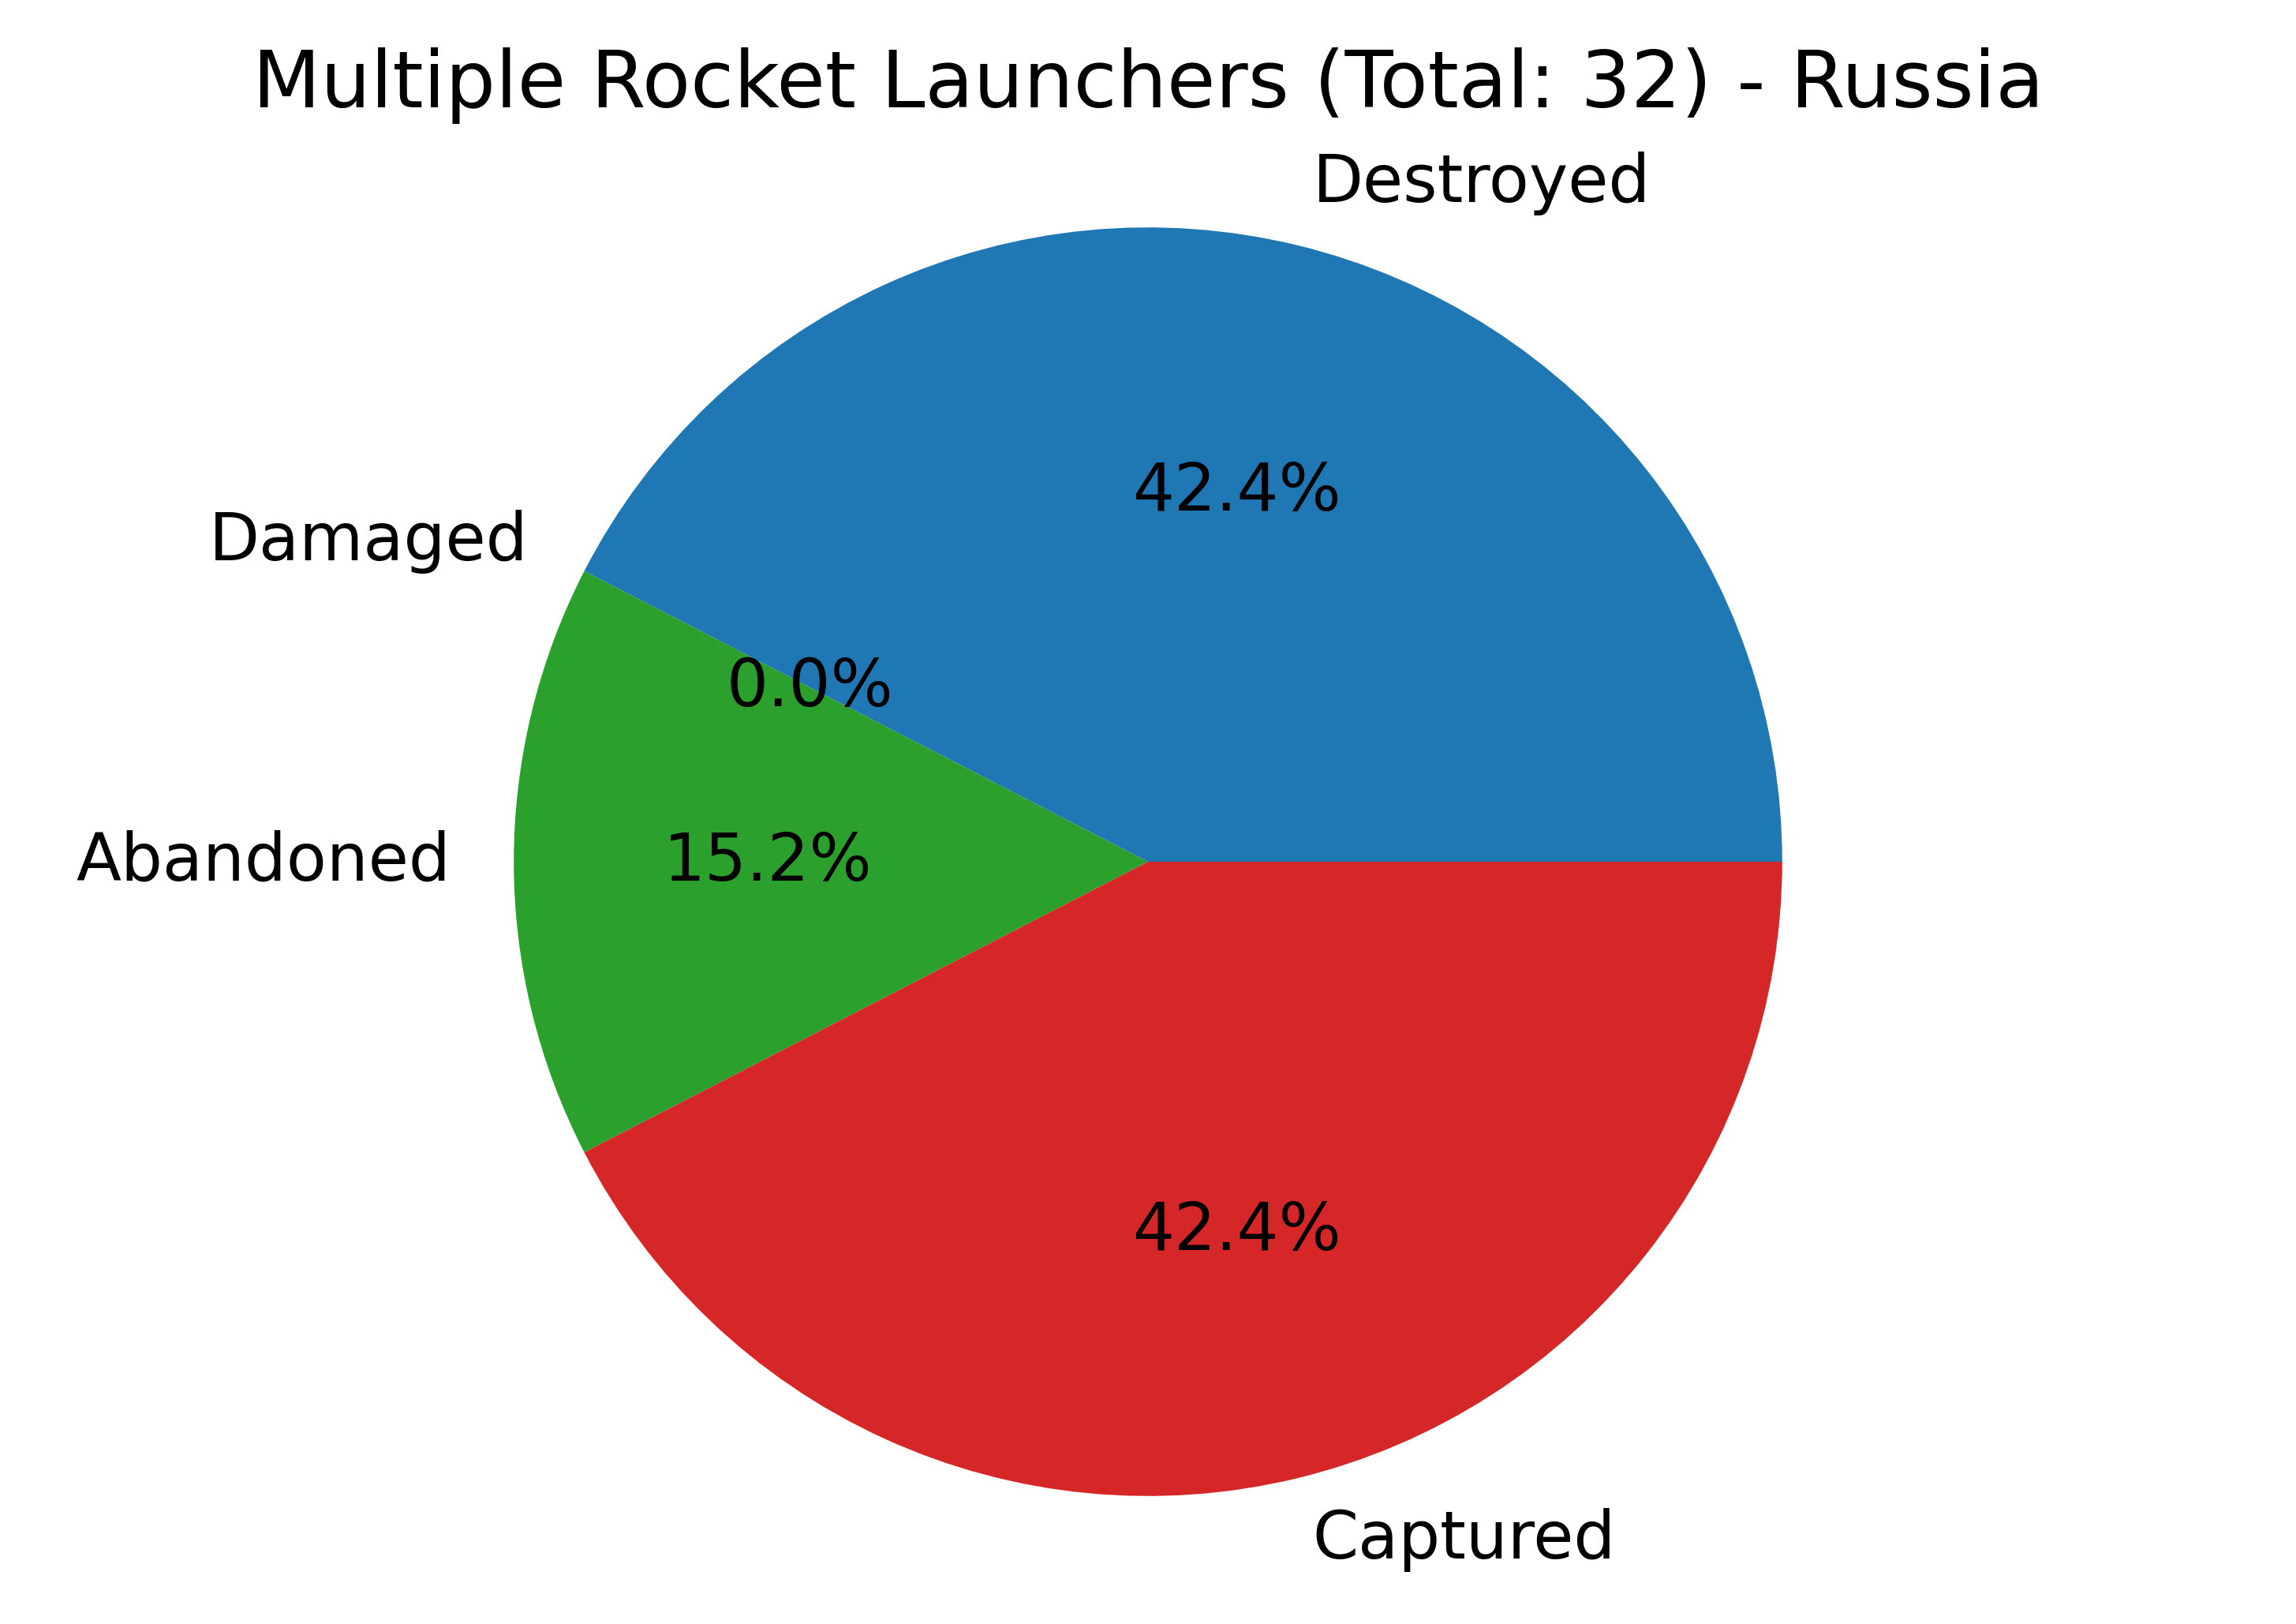 Multiple Rocket Launchers (Total: 32) - Russia
Destroyed
42.4%
Damaged
0.0%
Abandoned
15.2%
42.4%
Captured